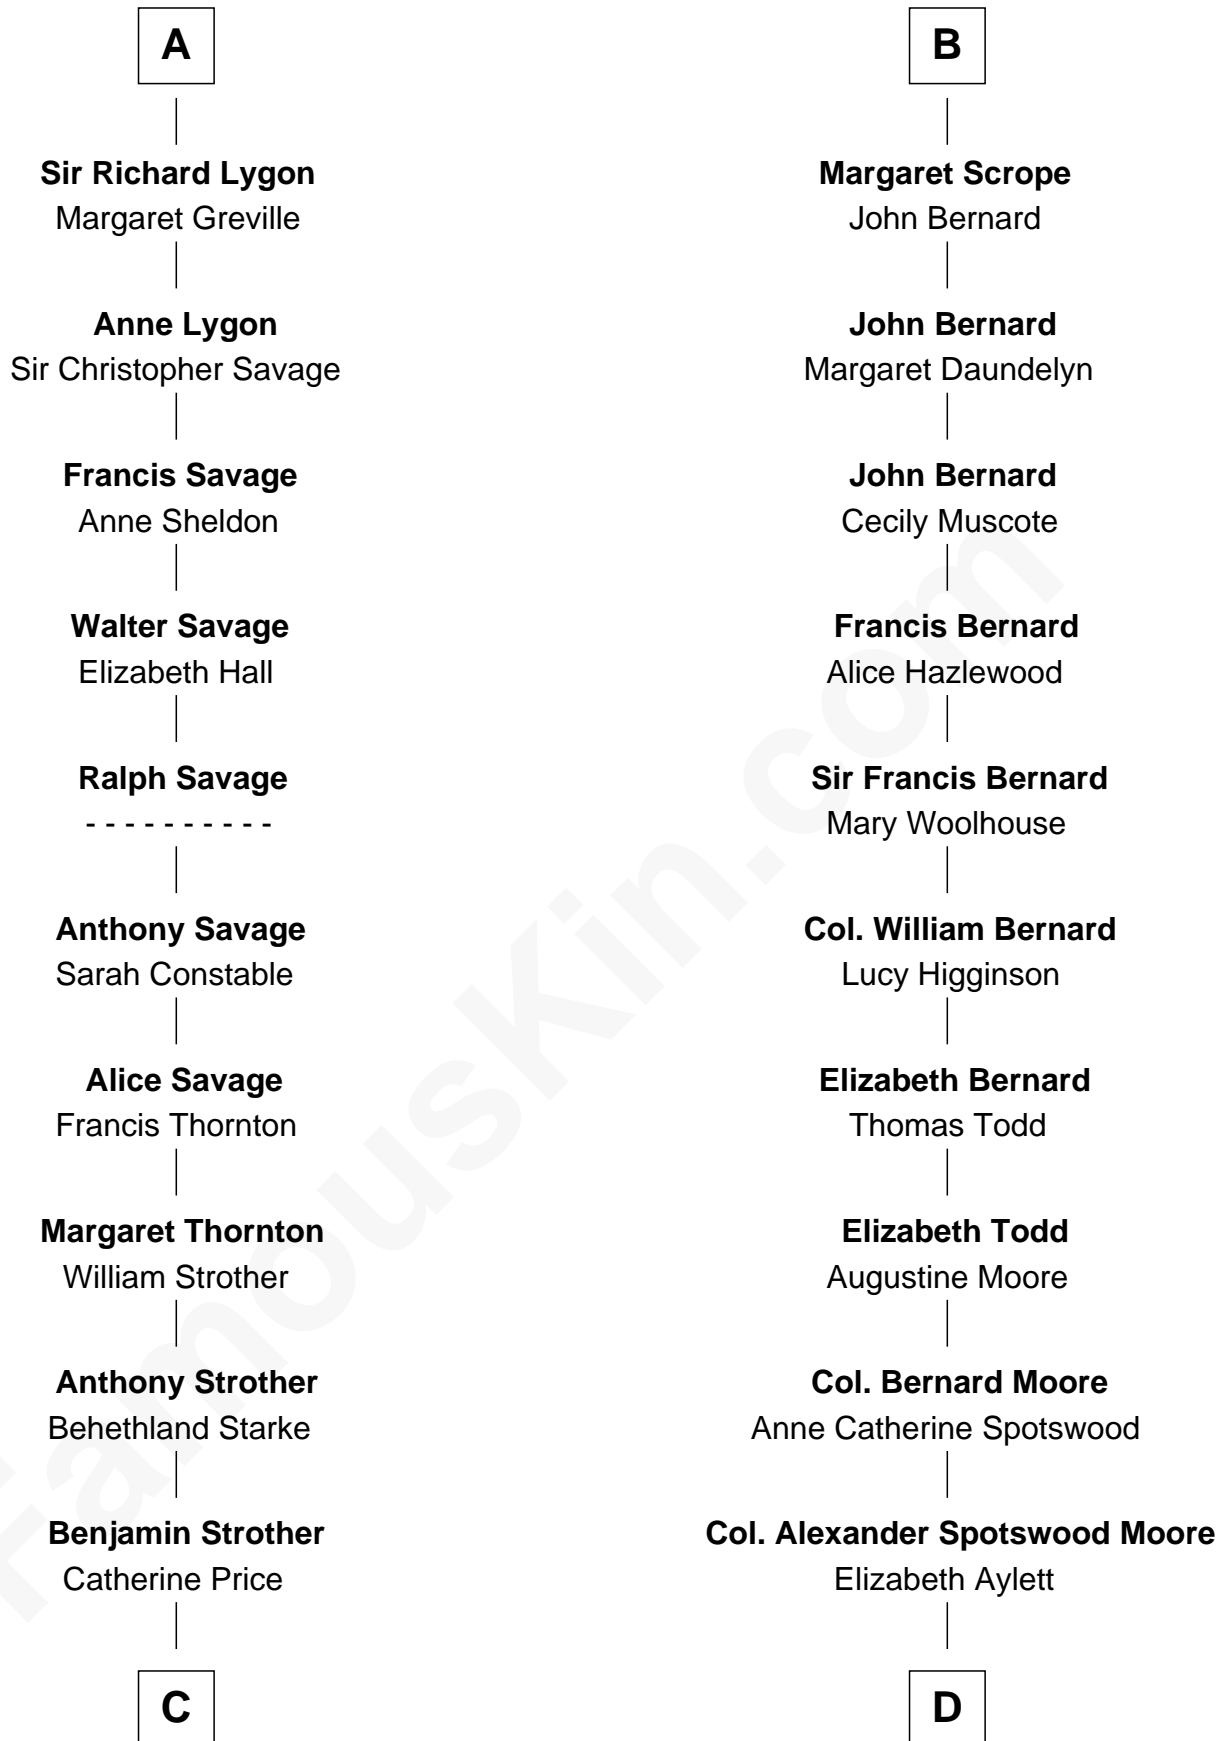 A
Sir Richard Lygon
Margaret Greville
Anne Lygon
Sir Christopher Savage
Francis Savage
Anne Sheldon
Walter Savage
Elizabeth Hall
Ralph Savage
- - - - - - - - - -
Anthony Savage
Sarah Constable
Alice Savage
Francis Thornton
Margaret Thornton
William Strother
Anthony Strother
Behethland Starke
Benjamin Strother
Catherine Price
C
B
Margaret Scrope
John Bernard
John Bernard
Margaret Daundelyn
John Bernard
Cecily Muscote
Francis Bernard
Alice Hazlewood
Sir Francis Bernard
Mary Woolhouse
Col. William Bernard
Lucy Higginson
Elizabeth Bernard
Thomas Todd
Elizabeth Todd
Augustine Moore
Col. Bernard Moore
Anne Catherine Spotswood
Col. Alexander Spotswood Moore
Elizabeth Aylett
D
FamousKin.com